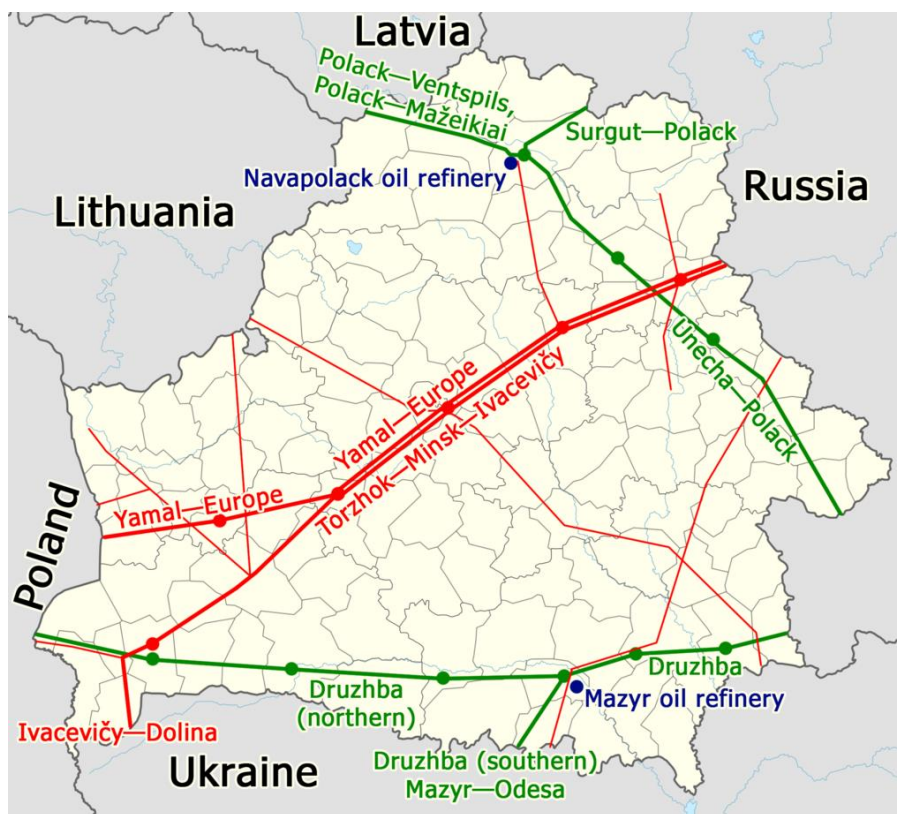 Latvia
Polack—Ventspils,
Polack—Mažeikiai
Surgut—Polack
Navapolack oil refinery
Russia
Lithuania
Unecha—Polack
Yamal—Europe
Torzhok—Minsk—Ivacevičy
Yamal—Europe
Poland
Druzhba
Druzhba
(northern)
Mazyr oil refinery
Ivacevičy—Dolina
Druzhba (southern)
Mazyr—Odesa
Ukraine